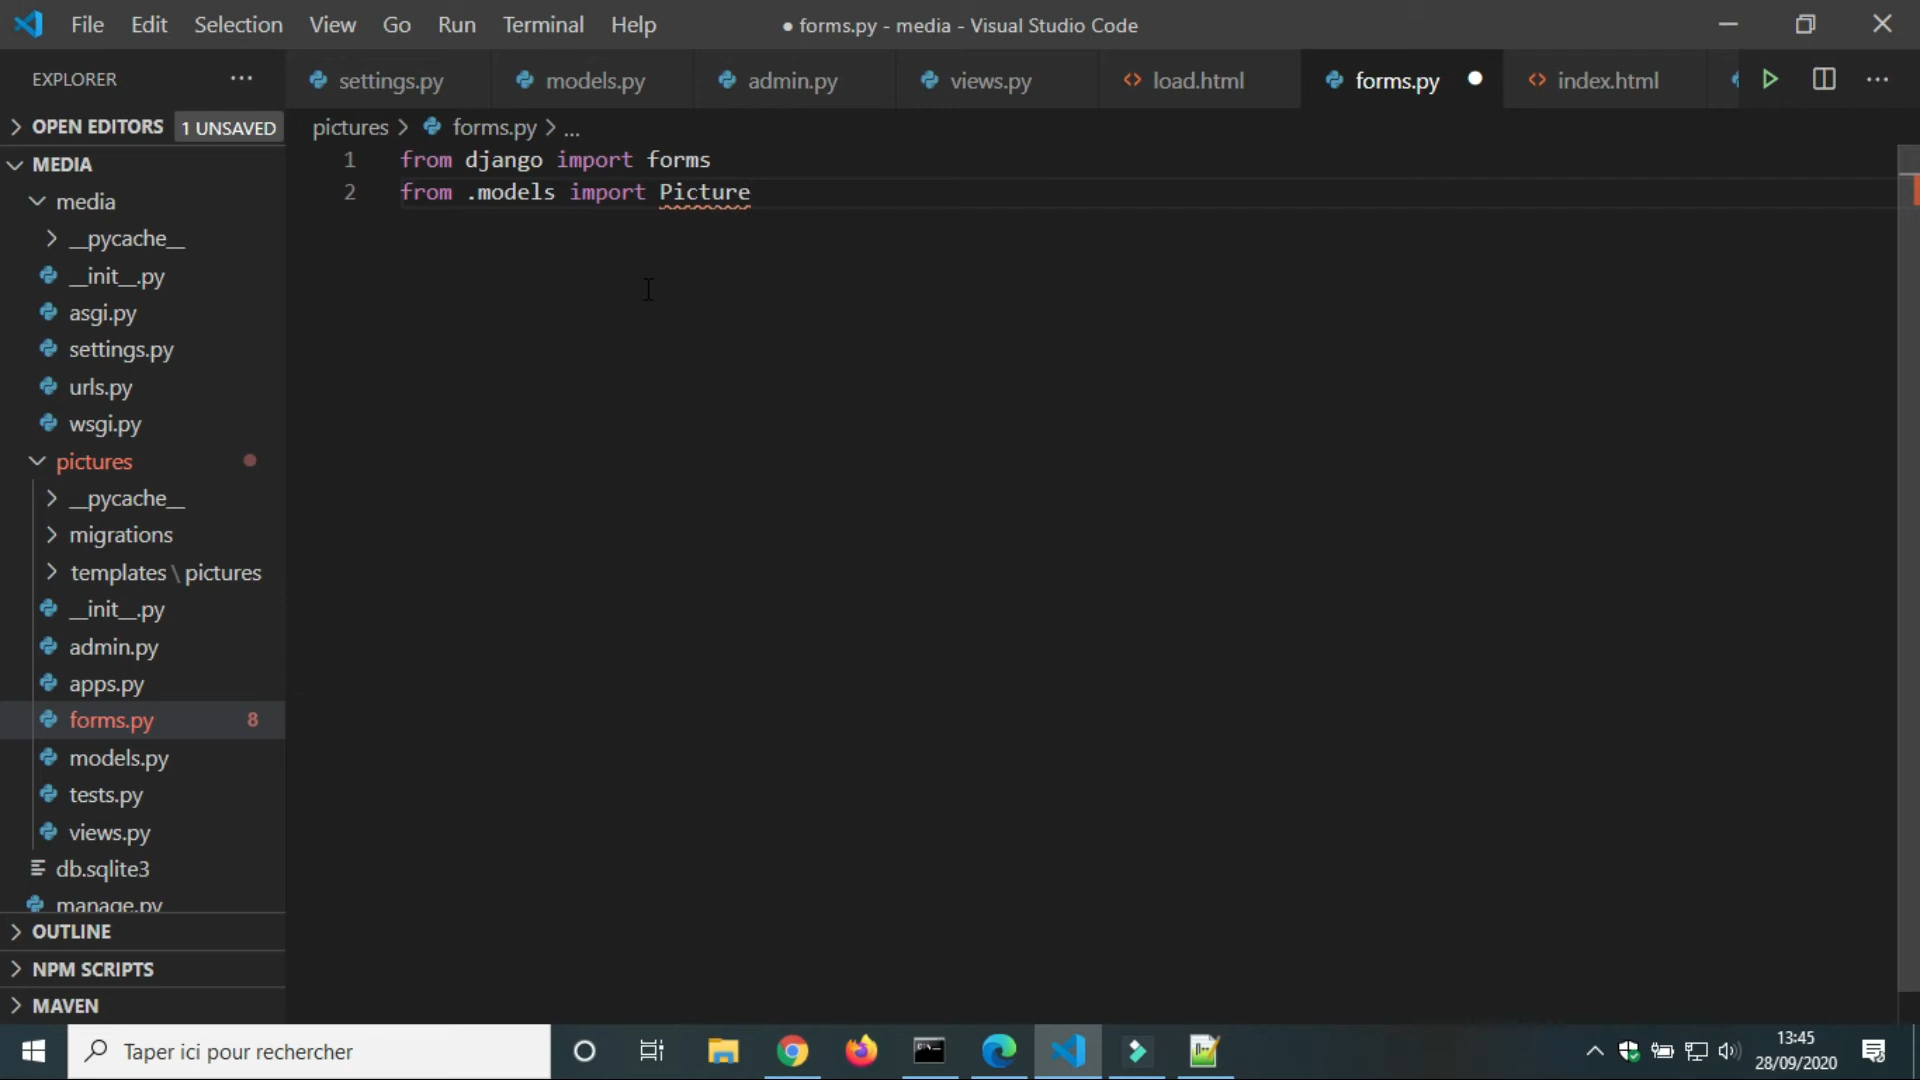 File Edit Selection View Go Run Terminal Help
● forms.py - media - Visual Studio Code
EXPLORER ...
settings.py models.py admin.py views.py load.html forms.py index.html
OPEN EDITORS 1 UNSAVED
pictures > forms.py > ...
MEDIA
1 from django import forms
2 from .models import Picture
media
__pycache__
__init__.py
asgi.py
settings.py
urls.py
wsgi.py
pictures
__pycache__
migrations
templates \ pictures
__init__.py
admin.py
apps.py
forms.py 8
models.py
tests.py
views.py
db.sqlite3
manage.py
OUTLINE
NPM SCRIPTS
MAVEN
Taper ici pour rechercher
13:45
28/09/2020